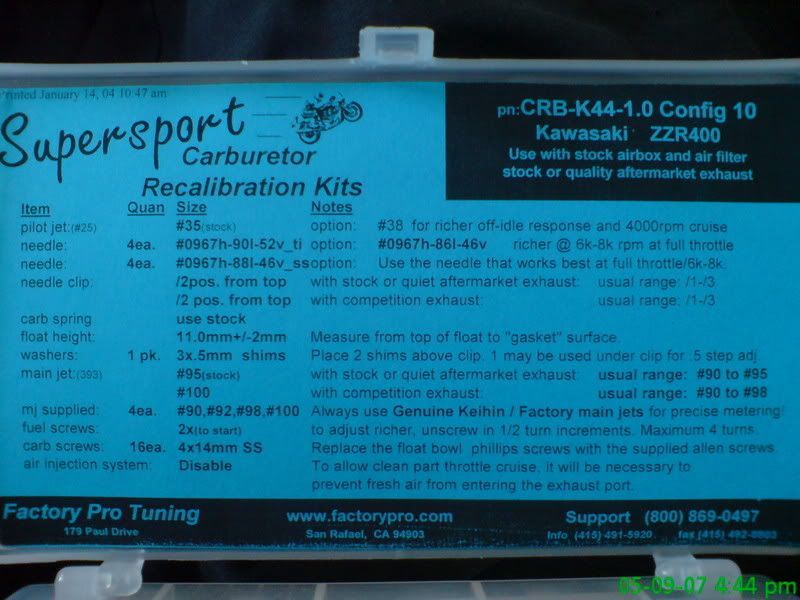 Printed January 14, 04 10:47 am
Supersport
Carburetor
Recalibration Kits
pn:CRB-K44-1.0 Config 10
Kawasaki ZZR400
Use with stock airbox and air filter
stock or quality aftermarket exhaust
Item Quan Size Notes
pilot jet:(#25) #35(stock) option: #38 for richer off-idle response and 4000rpm cruise
needle: 4ea. #0967h-90l-52v_ti option: #0967h-86l-46v richer @ 6k-8k rpm at full throttle
needle: 4ea. #0967h-88l-46v_ss option: Use the needle that works best at full throttle/6k-8k.
needle clip: /2pos. from top with stock or quiet aftermarket exhaust: usual range: /1-/3
/2 pos. from top with competition exhaust: usual range: /1-/3
carb spring use stock
float height: 11.0mm+/-2mm Measure from top of float to "gasket" surface.
washers: 1 pk. 3x.5mm shims Place 2 shims above clip. 1 may be used under clip for .5 step adj
main jet:(393) #95(stock) with stock or quiet aftermarket exhaust: usual range: #90 to #95
#100 with competition exhaust: usual range: #90 to #98
mj supplied: 4ea. #90,#92,#98,#100 Always use Genuine Keihin / Factory main jets for precise metering
fuel screws: 2x(to start) to adjust richer, unscrew in 1/2 turn increments. Maximum 4 turns.
carb screws: 16ea. 4x14mm SS Replace the float bowl phillips screws with the supplied allen screws
air injection system: Disable To allow clean part throttle cruise, it will be necessary to
prevent fresh air from entering the exhaust port.
Factory Pro Tuning www.factorypro.com Support (800) 869-0497
179 Paul Drive San Rafael, CA 94903 Info (415) 491-5920 fax (415) 492-8803
05-09-07 4:44 pm